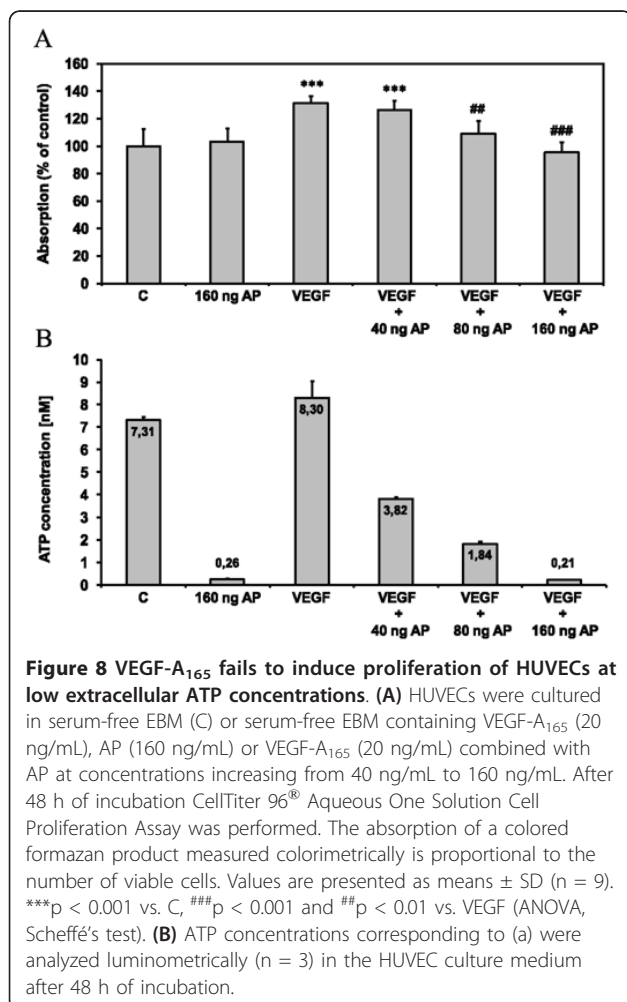 A
160
140
120
100
80
60
40
20
0
Absorption (% of control)
*** *** ## ###
C 160 ng AP VEGF VEGF VEGF VEGF
+ + +
40 ng AP 80 ng AP 160 ng AP
B
10
9
8
7
6
5
4
3
2
1
0
ATP concentration [nM]
7,31 0,26 8,30 3,82 1,84 0,21
C 160 ng AP VEGF VEGF VEGF VEGF
+ + +
40 ng AP 80 ng AP 160 ng AP
Figure 8 VEGF-A₁₆₅ fails to induce proliferation of HUVECs at
low extracellular ATP concentrations. (A) HUVECs were cultured
in serum-free EBM (C) or serum-free EBM containing VEGF-A₁₆₅ (20
ng/mL), AP (160 ng/mL) or VEGF-A₁₆₅ (20 ng/mL) combined with
AP at concentrations increasing from 40 ng/mL to 160 ng/mL. After
48 h of incubation CellTiter 96® Aqueous One Solution Cell
Proliferation Assay was performed. The absorption of a colored
formazan product measured colorimetrically is proportional to the
number of viable cells. Values are presented as means ± SD (n = 9).
***p < 0.001 vs. C, ###p < 0.001 and ##p < 0.01 vs. VEGF (ANOVA,
Scheffé's test). (B) ATP concentrations corresponding to (a) were
analyzed luminometrically (n = 3) in the HUVEC culture medium
after 48 h of incubation.